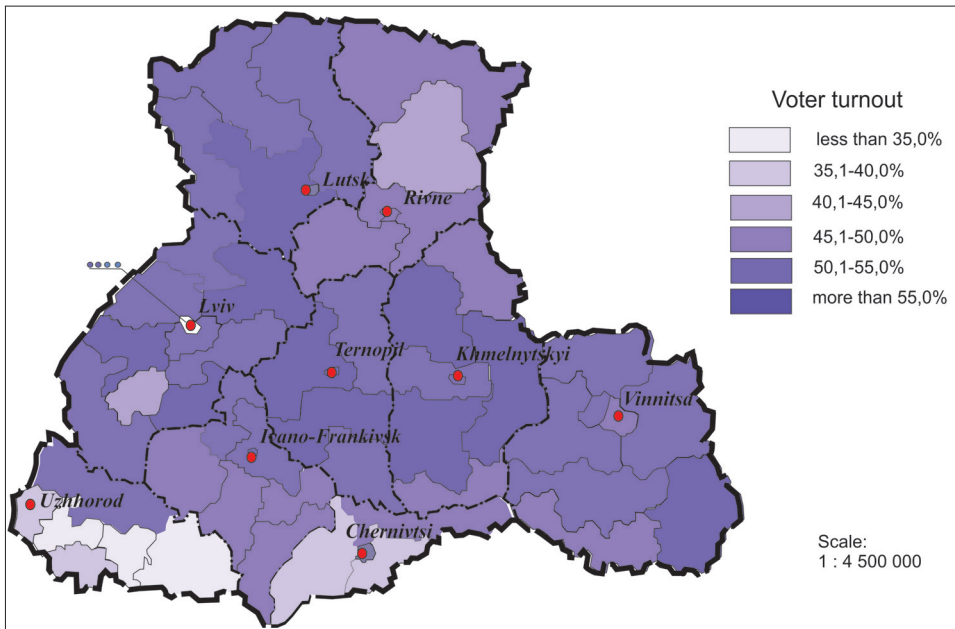 Voter turnout
less than 35,0%
35,1-40,0%
40,1-45,0%
45,1-50,0%
50,1-55,0%
more than 55,0%
Lutsk
Rivne
Lviv
Ternopil
Khmelnytskyi
Vinnitsa
Ivano-Frankivsk
Uzhhorod
Chernivtsi
Scale:
1 : 4 500 000